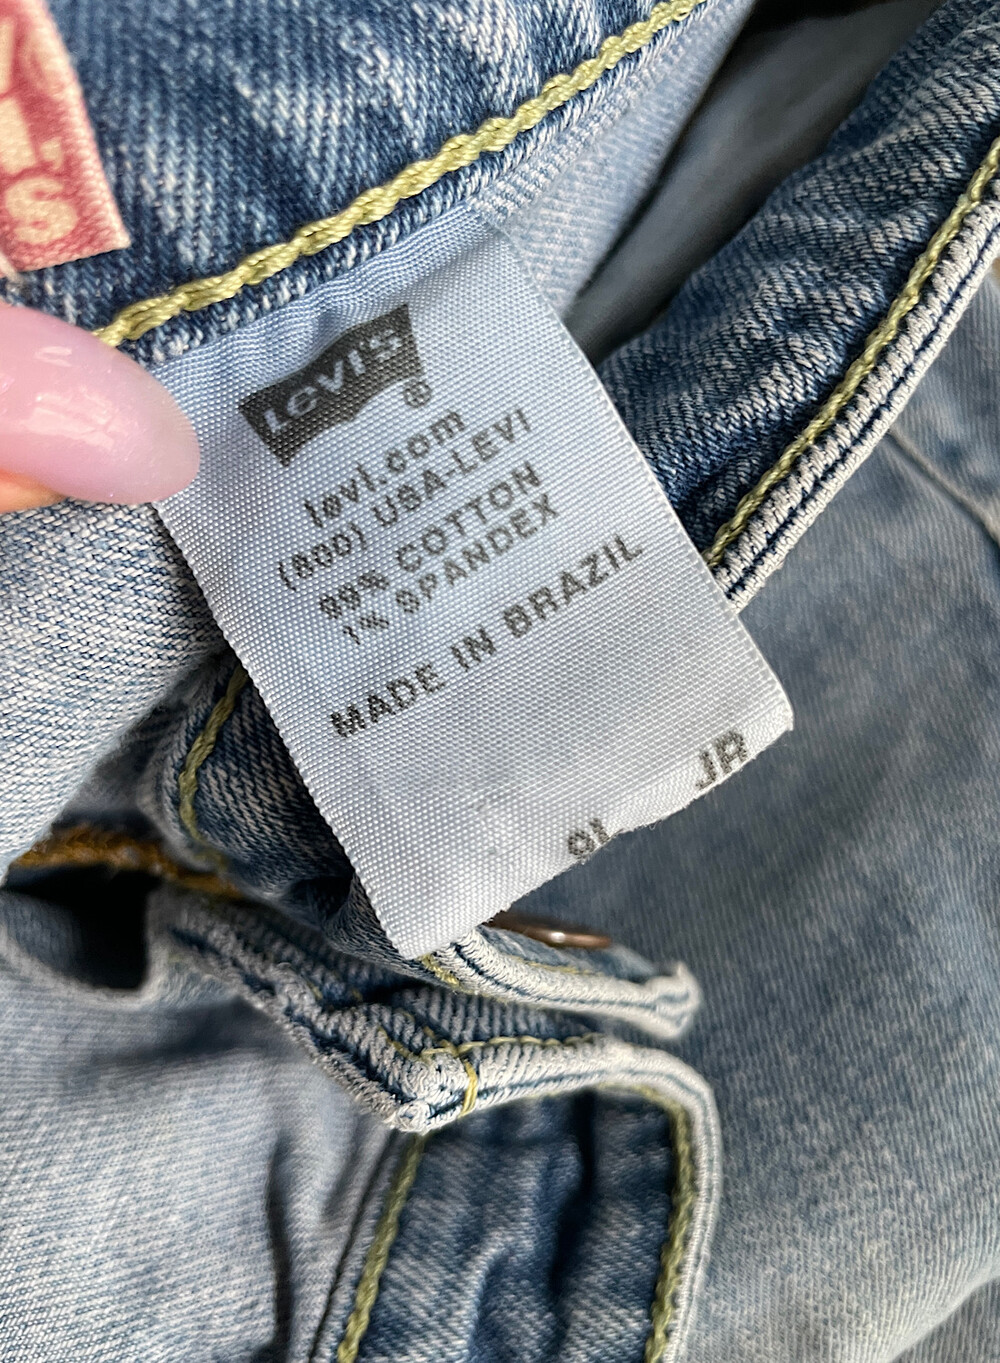 V
I.
S
LEVI'S
®
levi.com
(800) USA-LEVI
99% COTTON
1% SPANDEX
MADE IN BRAZIL
JR